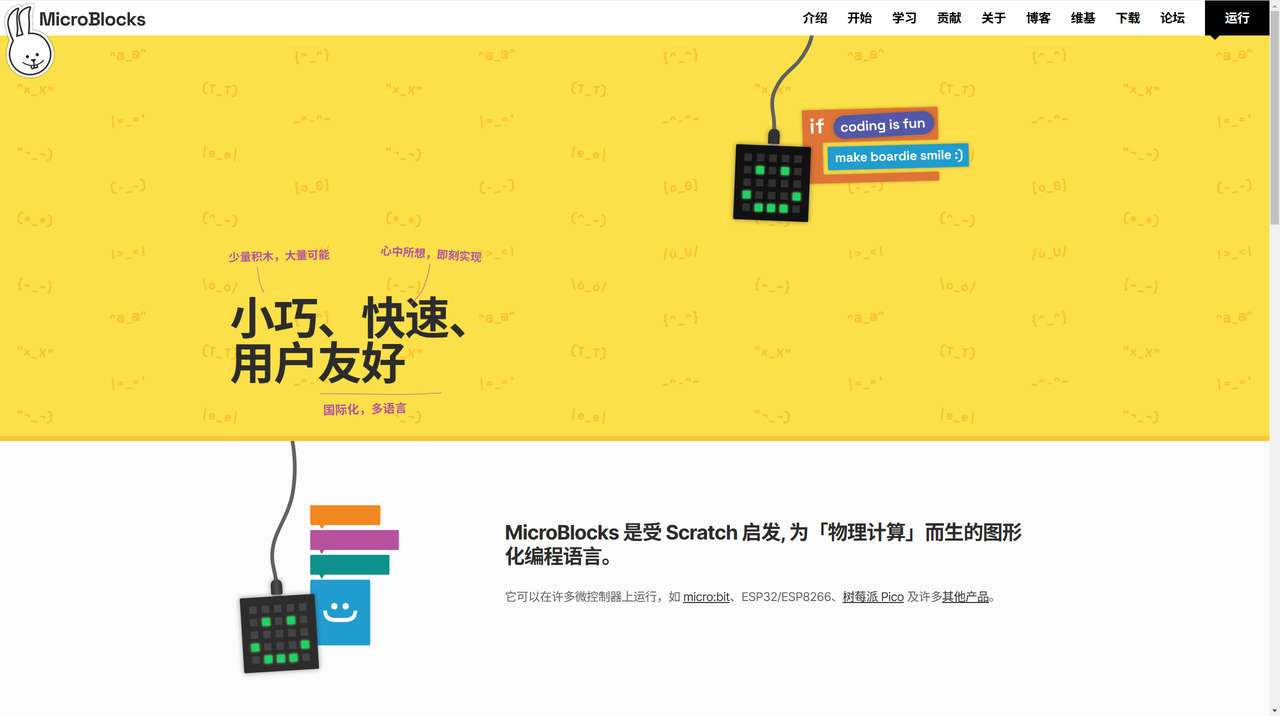 MicroBlocks
介绍 开始 学习 贡献 关于 博客 维基 下载 论坛 运行
if coding is fun
make boardie smile :)
少量积木，大量可能
心中所想，即刻实现
小巧、快速、
用户友好
国际化，多语言
MicroBlocks 是受 Scratch 启发, 为「物理计算」而生的图形
化编程语言。
它可以在许多微控制器上运行，如 micro:bit、ESP32/ESP8266、树莓派 Pico 及许多其他产品。